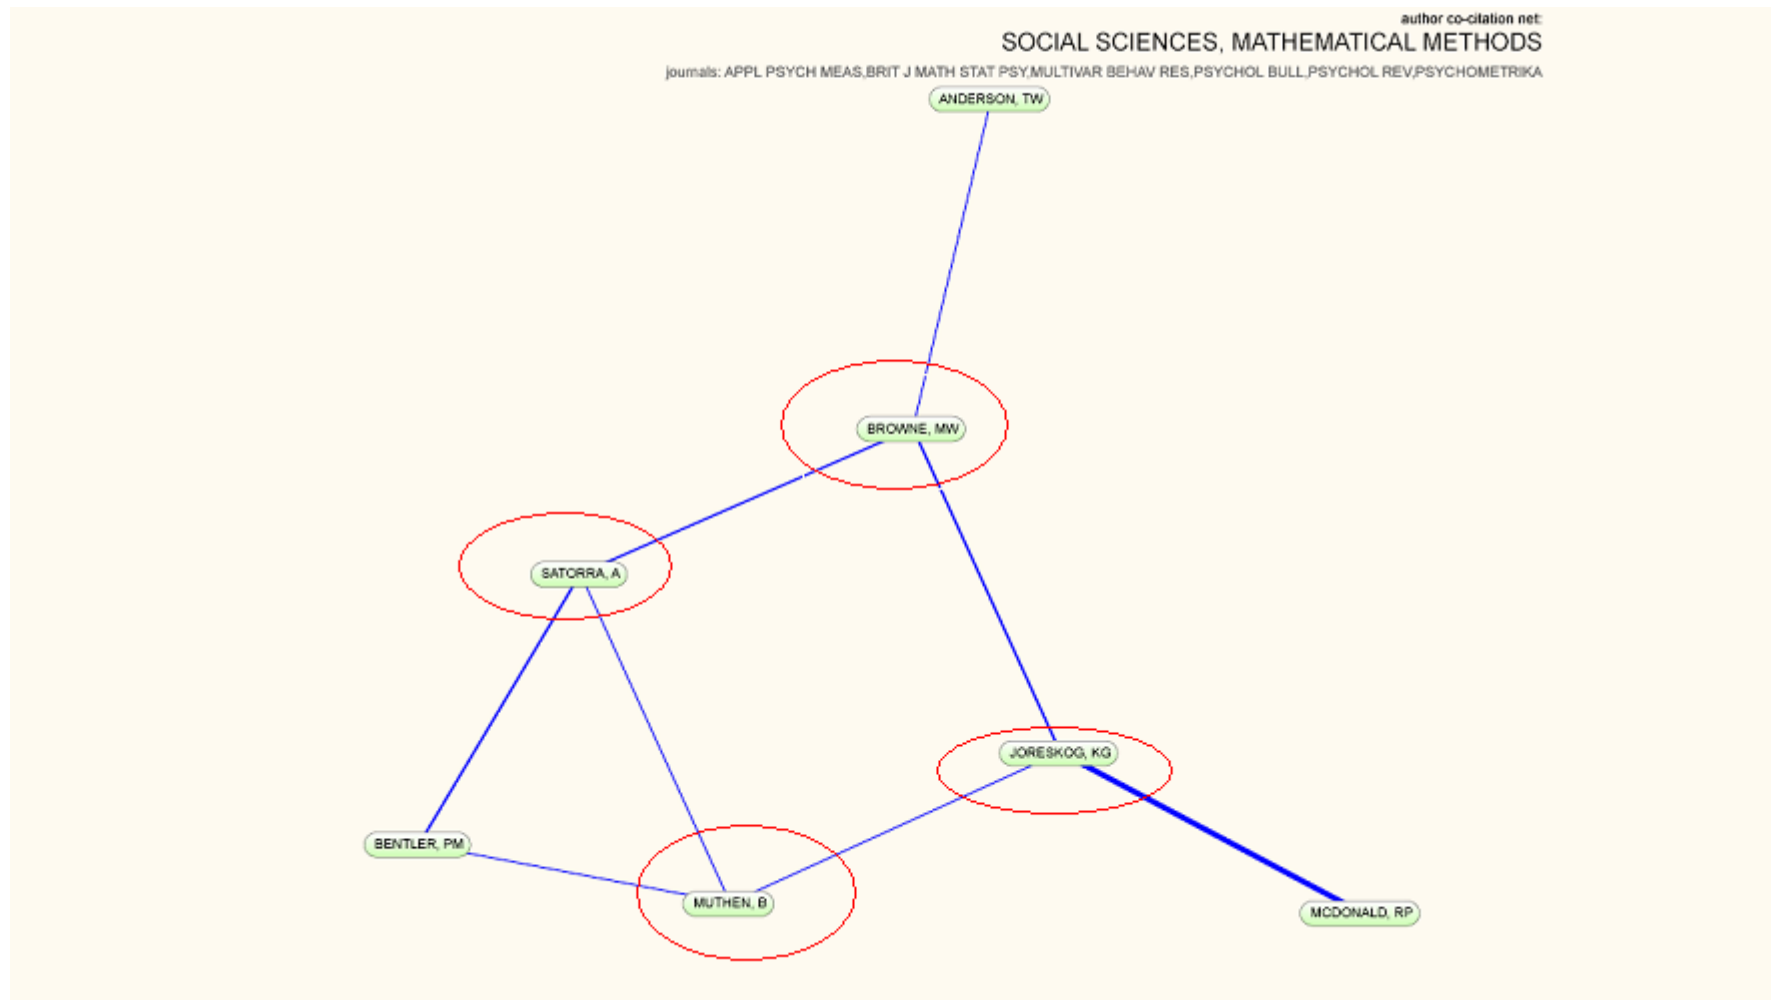 author co-citation net:
SOCIAL SCIENCES, MATHEMATICAL METHODS
journals: APPL PSYCH MEAS,BRIT J MATH STAT PSY,MULTIVAR BEHAV RES,PSYCHOL BULL,PSYCHOL REV,PSYCHOMETRIKA
ANDERSON, TW
BROWNE, MW
SATORRA, A
JORESKOG, KG
BENTLER, PM
MUTHEN, B
MCDONALD, RP